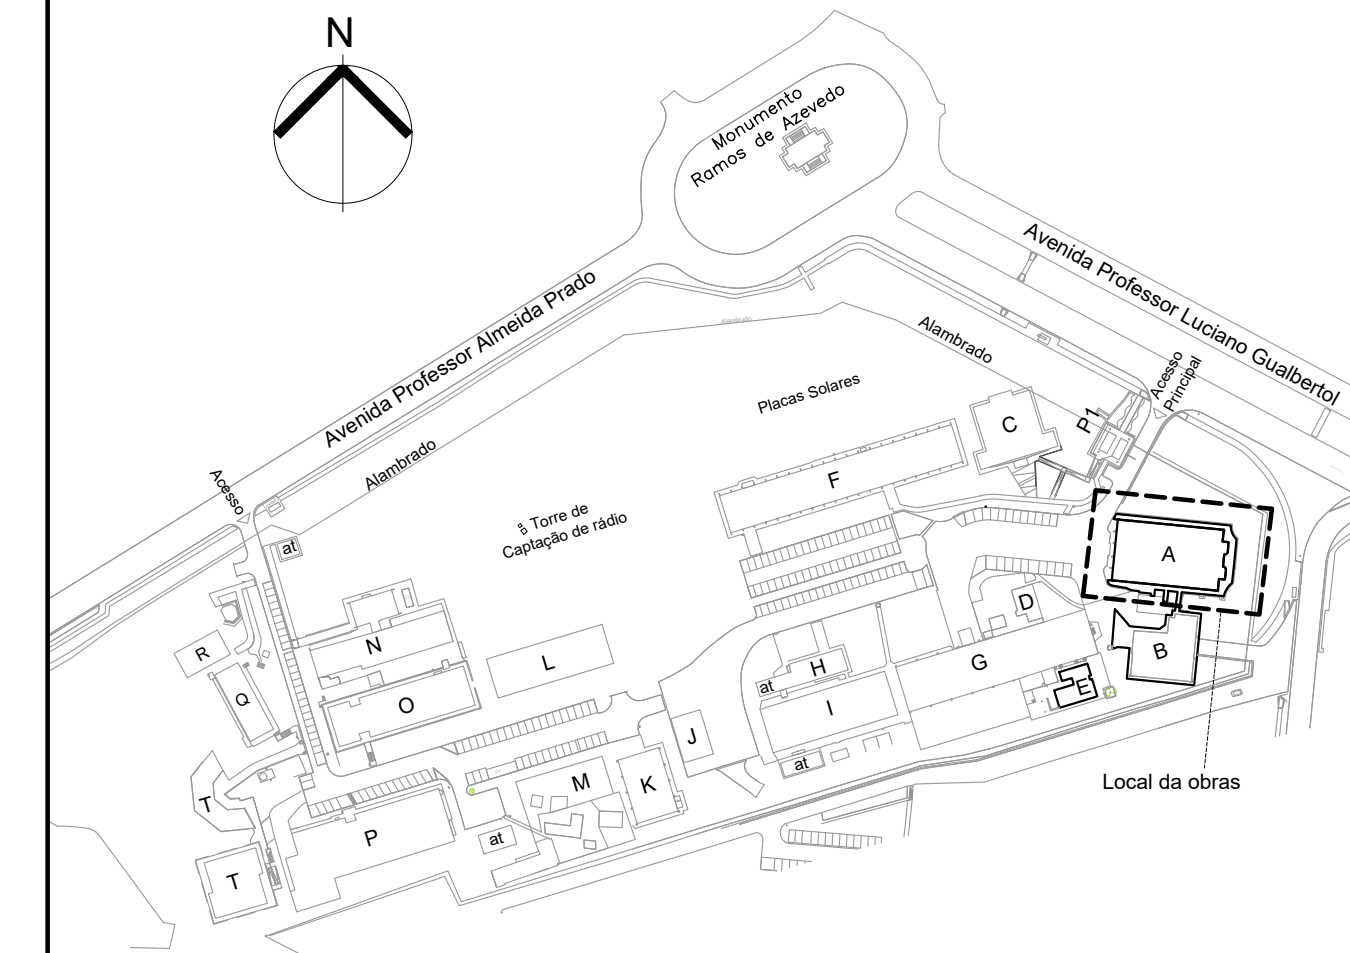 N
Monumento
Ramos de Azevedo
Avenida Professor Luciano Gualbertol
Avenida Professor Almeida Prado
Alambrado
Alambrado
Acesso
Principal
Placas Solares
C
P1
Alambrado
Acesso
F
Torre de
Captação de rádio
at
A
D
N
R
L
H
G
B
at
E
Q
O
I
J
at
Local da obras
M
K
T
P
at
T